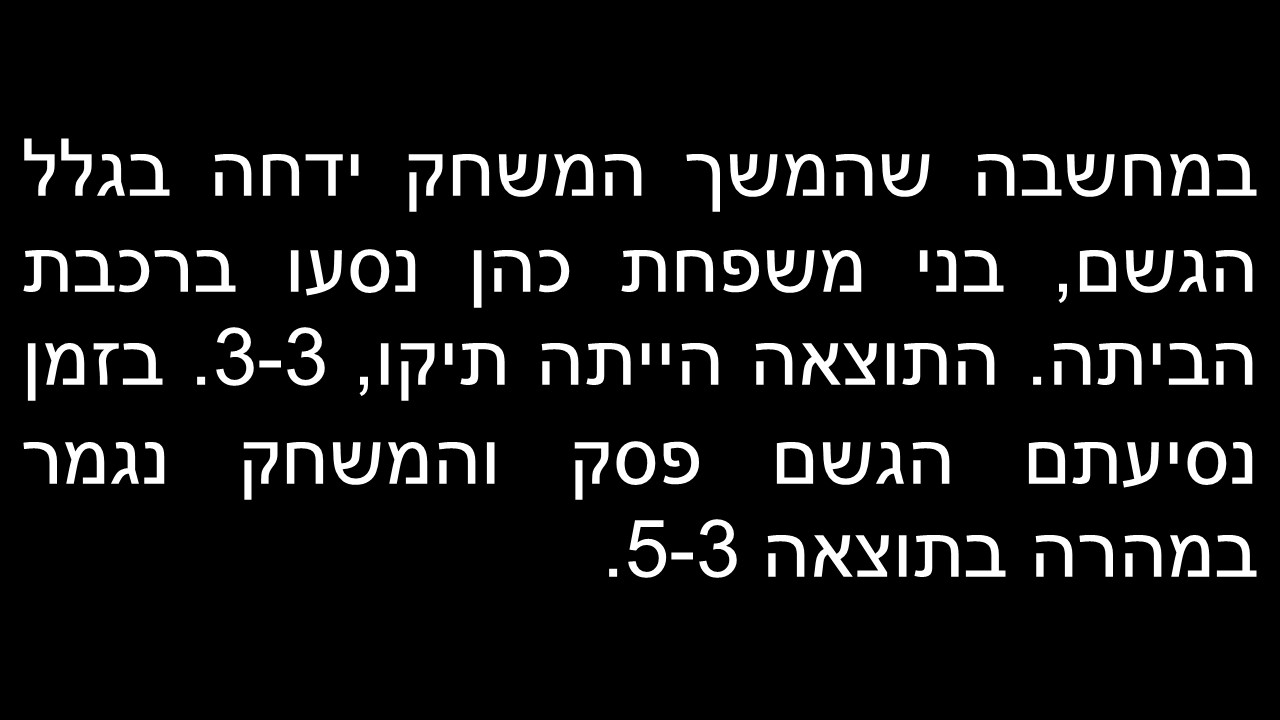 במחשבה שהמשך המשחק ידחה בגלל
הגשם, בני משפחת כהן נסעו ברכבת
הביתה. התוצאה הייתה תיקו, 3-3. בזמן
נסיעתם הגשם פסק והמשחק נגמר
במהרה בתוצאה 5-3.